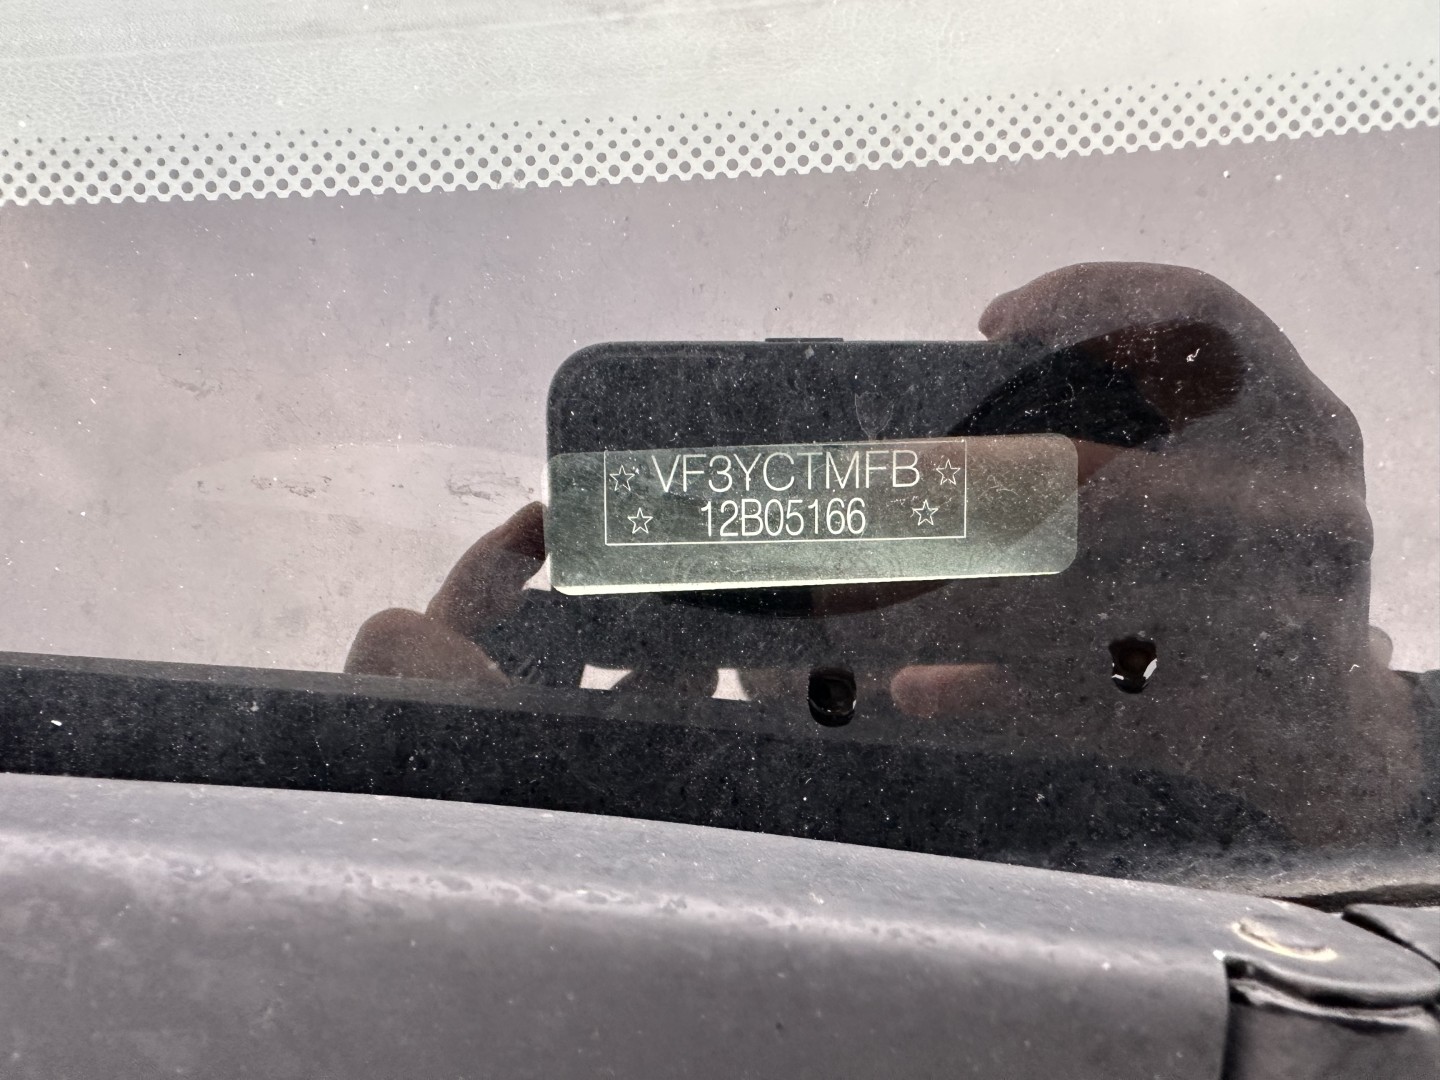 ☆ VF3YCTMFB ☆
☆ 12B05166 ☆